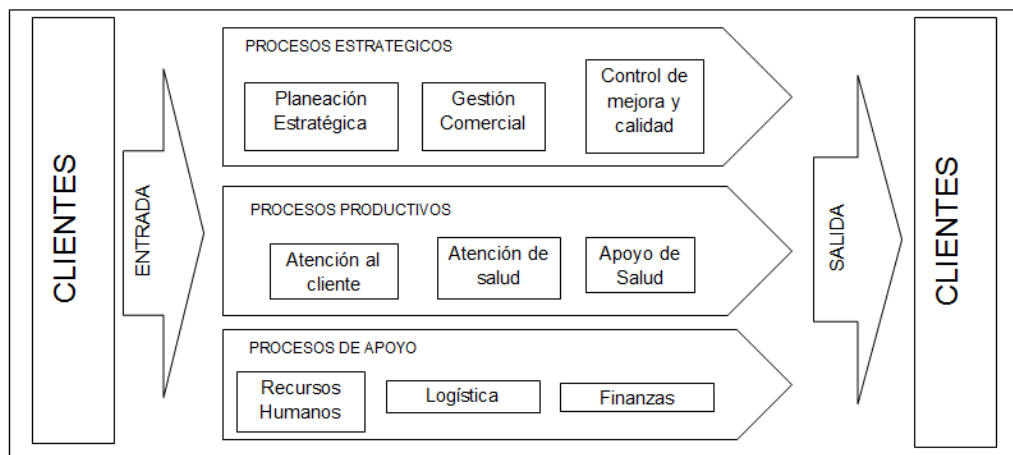 CLIENTES
ENTRADA
PROCESOS ESTRATEGICOS
Planeación
Estratégica
Gestión
Comercial
Control de
mejora y
calidad
PROCESOS PRODUCTIVOS
Atención al
cliente
Atención de
salud
Apoyo de
Salud
PROCESOS DE APOYO
Recursos
Humanos
Logística
Finanzas
SALIDA
CLIENTES